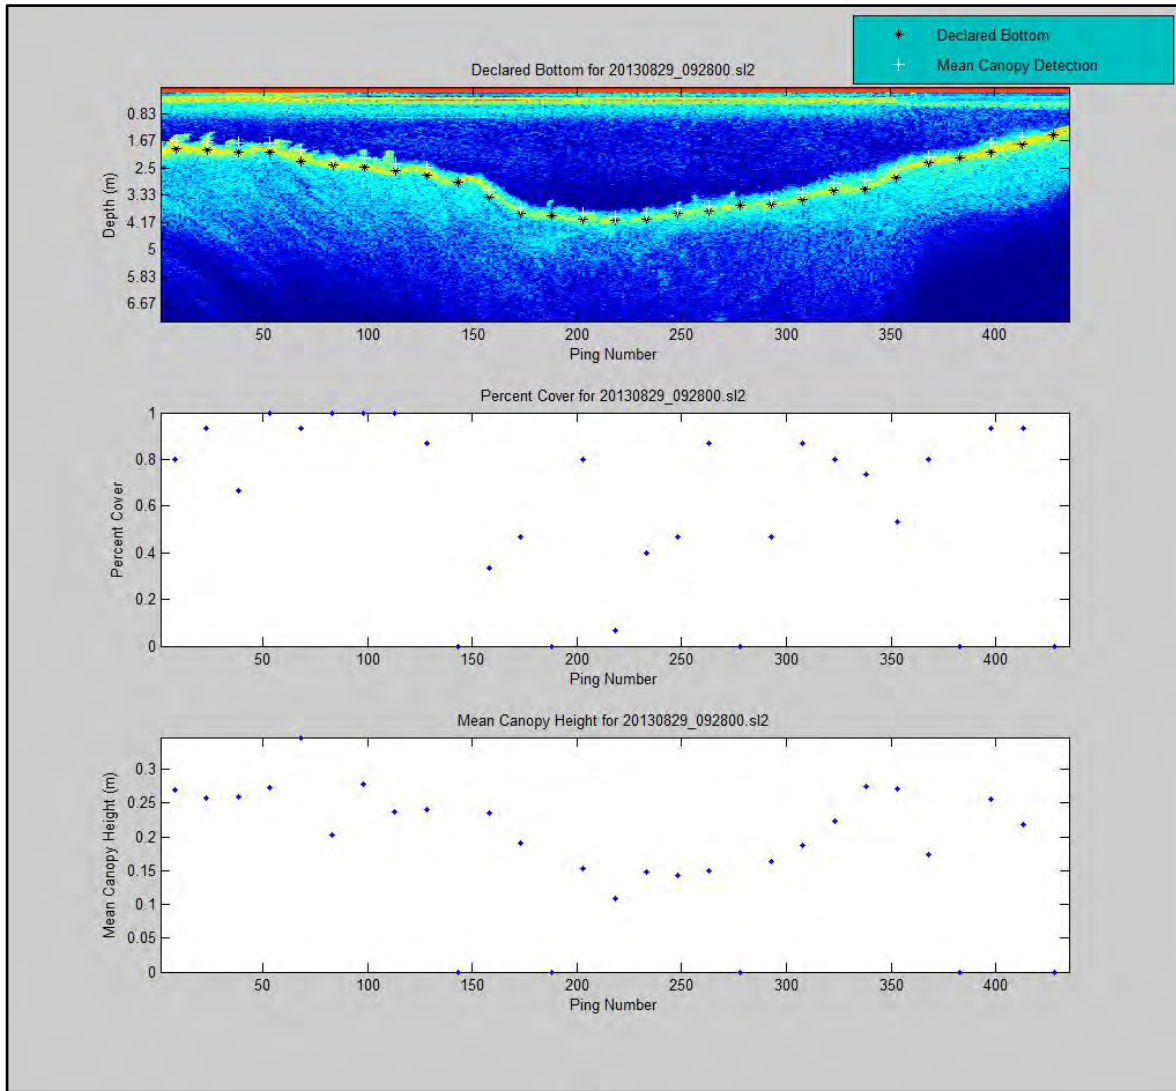 Declared Bottom
Mean Canopy Detection
Declared Bottom for 20130829_092800.sl2
0.83
1.67
2.5
3.33
4.17
5
5.83
6.67
Depth (m)
50 100 150 200 250 300 350 400
Ping Number
Percent Cover for 20130829_092800.sl2
1
0.8
0.6
0.4
0.2
0
Percent Cover
50 100 150 200 250 300 350 400
Ping Number
Mean Canopy Height for 20130829_092800.sl2
0.3
0.25
0.2
0.15
0.1
0.05
0
Mean Canopy Height (m)
50 100 150 200 250 300 350 400
Ping Number